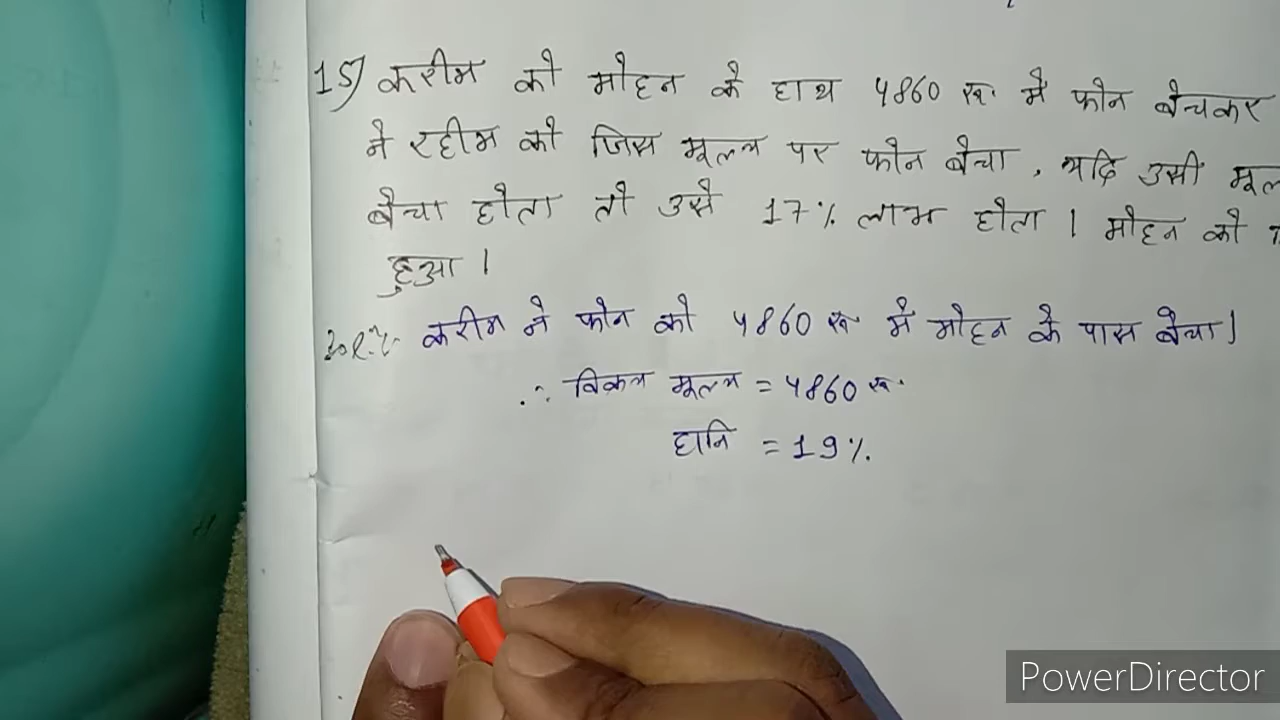 15) करीम को मोहन के हाथ 4860 रू. में फोन बेचकर
ने रहीम को जिस मूल्य पर फोन बेचा , यदि उसी
बेचा होता तो उसे 17% लाभ होता । मोहन को
हुआ ।
करीम ने फोन को 4860 रू में मोहन के पास बेचा।
∴ विक्रय मूल्य = 4860 रू.
हानि = 19%.
PowerDirector